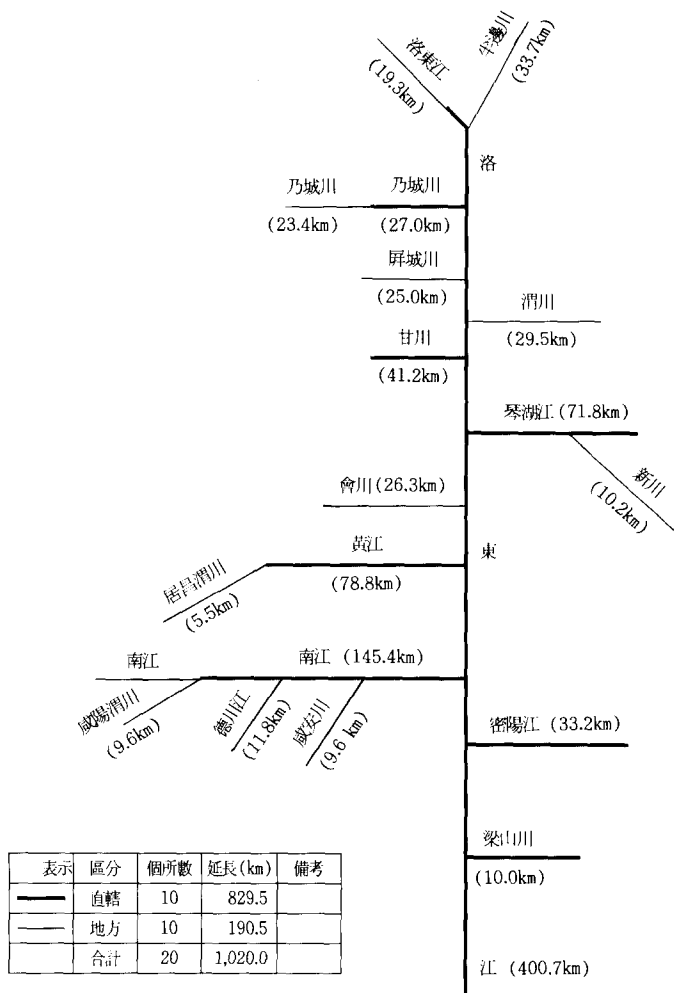 洛東江
(19.3km)
半邊川
(33.7km)
洛
乃城川
(23.4km)
乃城川
(27.0km)
屛城川
(25.0km)
渭川
(29.5km)
甘川
(41.2km)
琴湖江 (71.8km)
新川
(10.2km)
會川 (26.3km)
東
黃江
(78.8km)
居昌渭川
(5.5km)
南江
南江 (145.4km)
咸陽渭川
(9.6km)
德川江
(11.8km)
咸安川
(9.6 km)
密陽江 (33.2km)
梁山川
(10.0km)
江 (400.7km)
表示 區分 個所數 延長(km) 備考
直轄 10 829.5
地方 10 190.5
合計 20 1,020.0